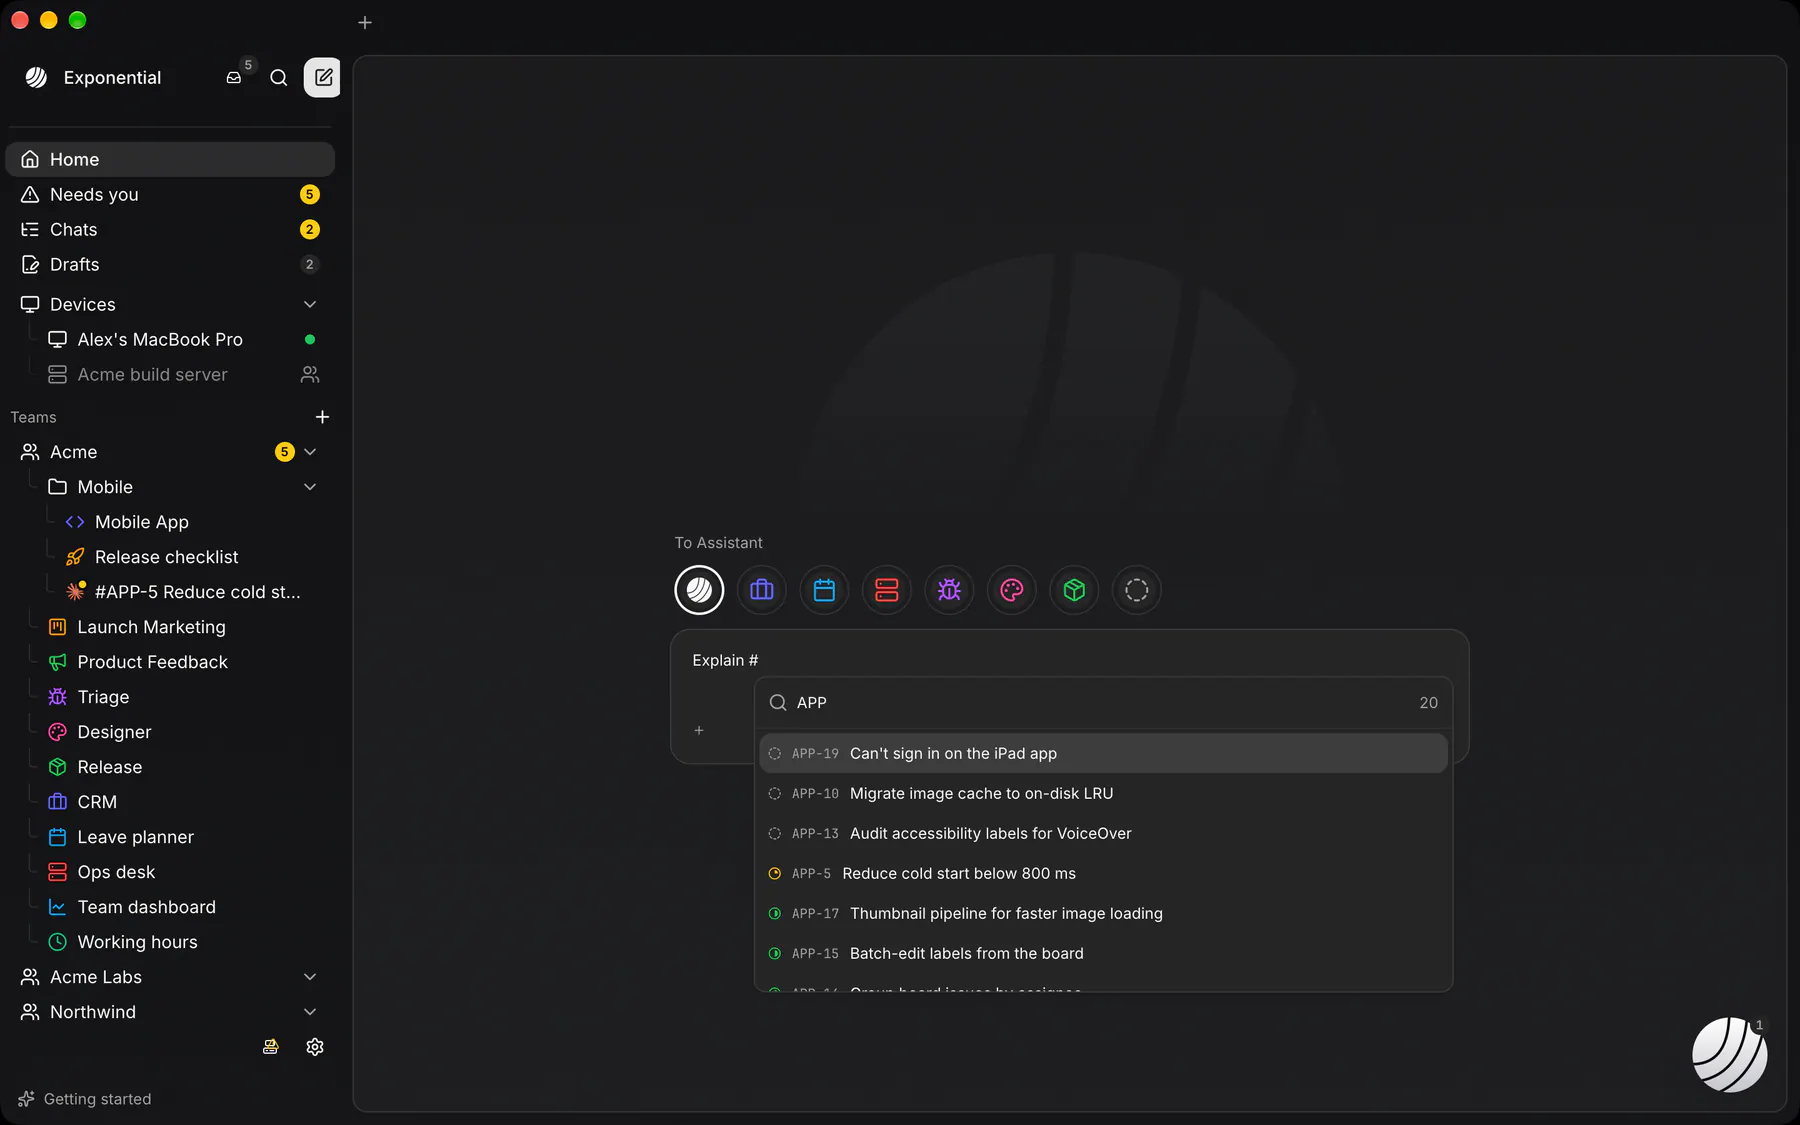 Exponential
5
Home
Needs you
5
Chats
2
Drafts
2
Devices
Alex's MacBook Pro
Acme build server
Teams
Acme
5
Mobile
Mobile App
Release checklist
#APP-5 Reduce cold st...
Launch Marketing
Product Feedback
Triage
Designer
Release
CRM
Leave planner
Ops desk
Team dashboard
Working hours
Acme Labs
Northwind
Getting started
To Assistant
Explain #
APP
20
APP-19 Can't sign in on the iPad app
APP-10 Migrate image cache to on-disk LRU
APP-13 Audit accessibility labels for VoiceOver
APP-5 Reduce cold start below 800 ms
APP-17 Thumbnail pipeline for faster image loading
APP-15 Batch-edit labels from the board
Group board issues by assignee
1